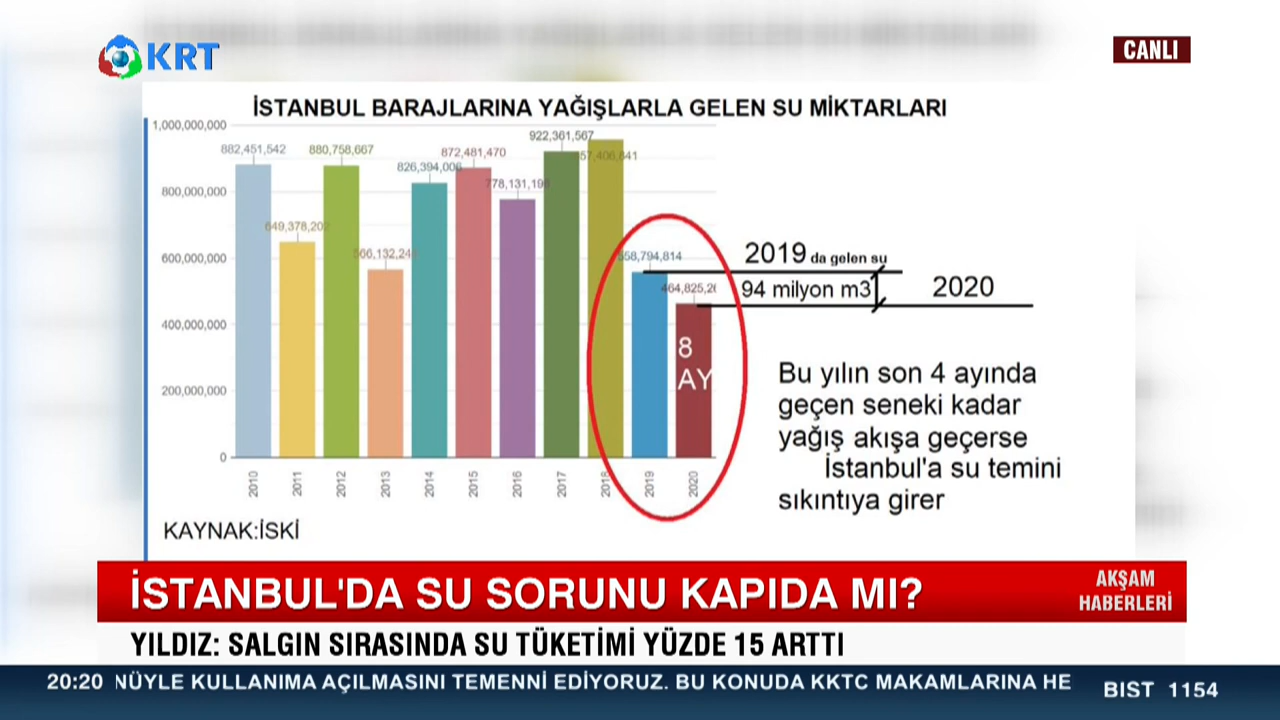 KRT
CANLI
İSTANBUL BARAJLARINA YAĞIŞLARLA GELEN SU MİKTARLARI
1,000,000,000
800,000,000
600,000,000
400,000,000
200,000,000
0
882,451,542
649,378,202
880,758,667
566,132,24
826,394,006
872,481,470
778,131,19
922,361,567
57,406,841
558,794,814
464,825,2
2010
2011
2012
2013
2014
2015
2016
2017
2018
2019
2020
8
AY
2019 da gelen su
94 milyon m3
2020
Bu yılın son 4 ayında
geçen seneki kadar
yağış akışa geçerse
İstanbul'a su temini
sıkıntıya girer
KAYNAK:İSKİ
İSTANBUL'DA SU SORUNU KAPIDA MI?
AKŞAM
HABERLERİ
YILDIZ: SALGIN SIRASINDA SU TÜKETİMİ YÜZDE 15 ARTTI
20:20 NÜYLE KULLANIMA AÇILMASINI TEMENNİ EDİYORUZ. BU KONUDA KKTC MAKAMLARINA HE
BIST 1154